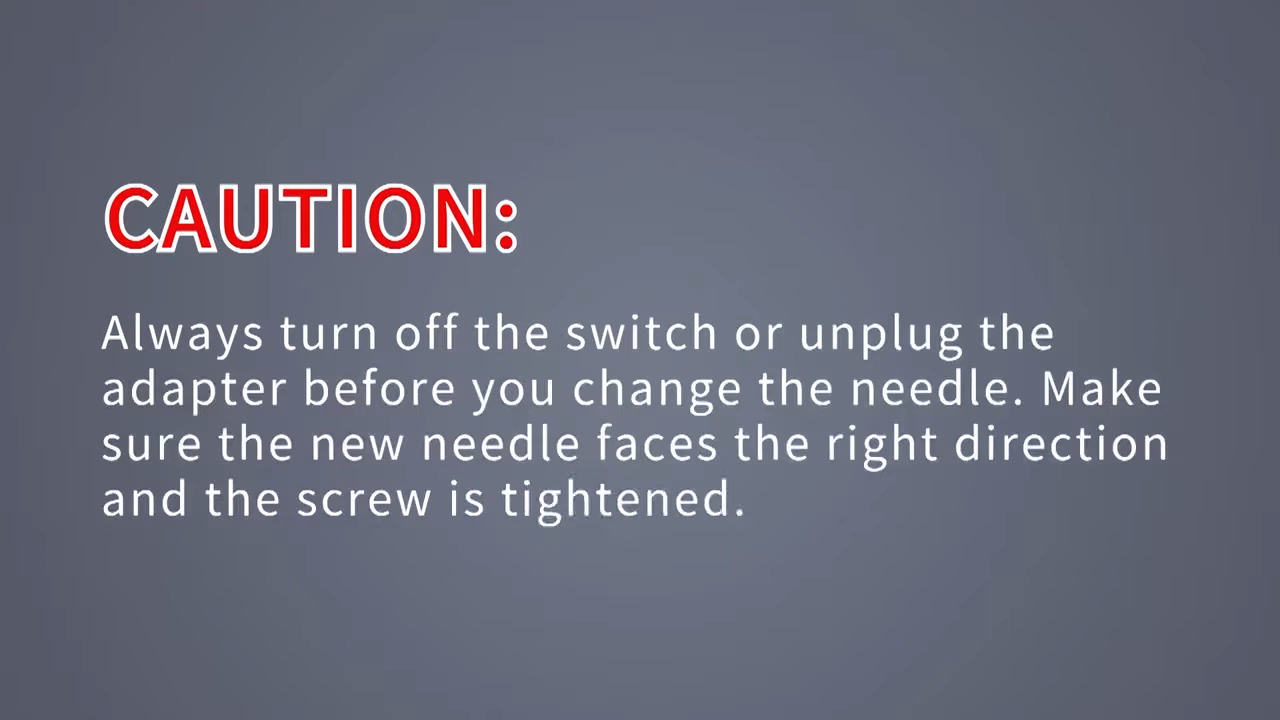 CAUTION:
Always turn off the switch or unplug the
adapter before you change the needle. Make
sure the new needle faces the right direction
and the screw is tightened.